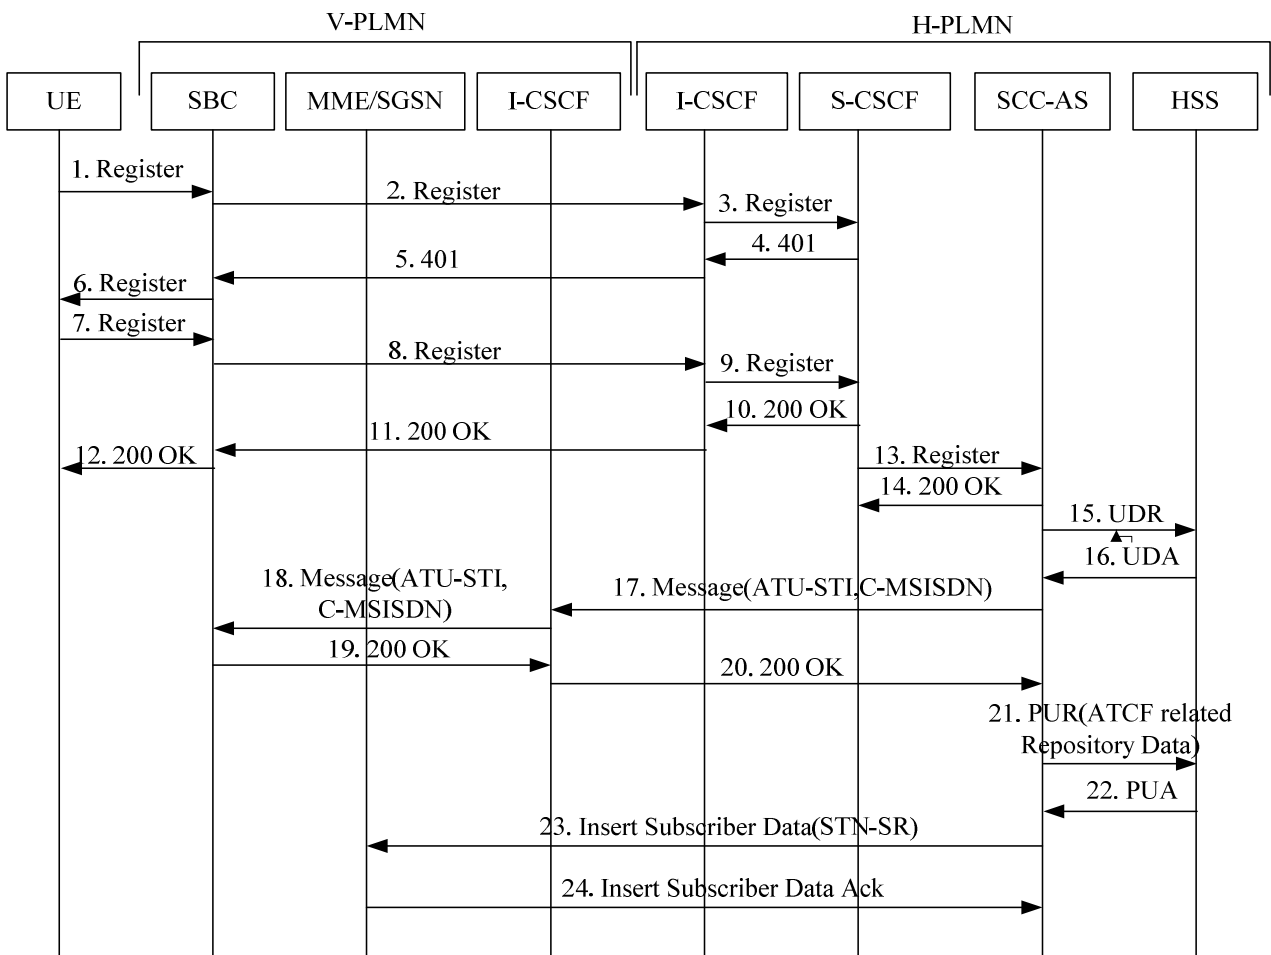 V-PLMN
H-PLMN
UE
SBC
MME/SGSN
I-CSCF
I-CSCF
S-CSCF
SCC-AS
HSS
1. Register
2. Register
3. Register
4. 401
5. 401
6. Register
7. Register
8. Register
9. Register
10. 200 OK
11. 200 OK
12. 200 OK
13. Register
14. 200 OK
15. UDR
16. UDA
17. Message(ATU-STI,C-MSISDN)
18. Message(ATU-STI,
C-MSISDN)
19. 200 OK
20. 200 OK
21. PUR(ATCF related
Repository Data)
22. PUA
23. Insert Subscriber Data(STN-SR)
24. Insert Subscriber Data Ack